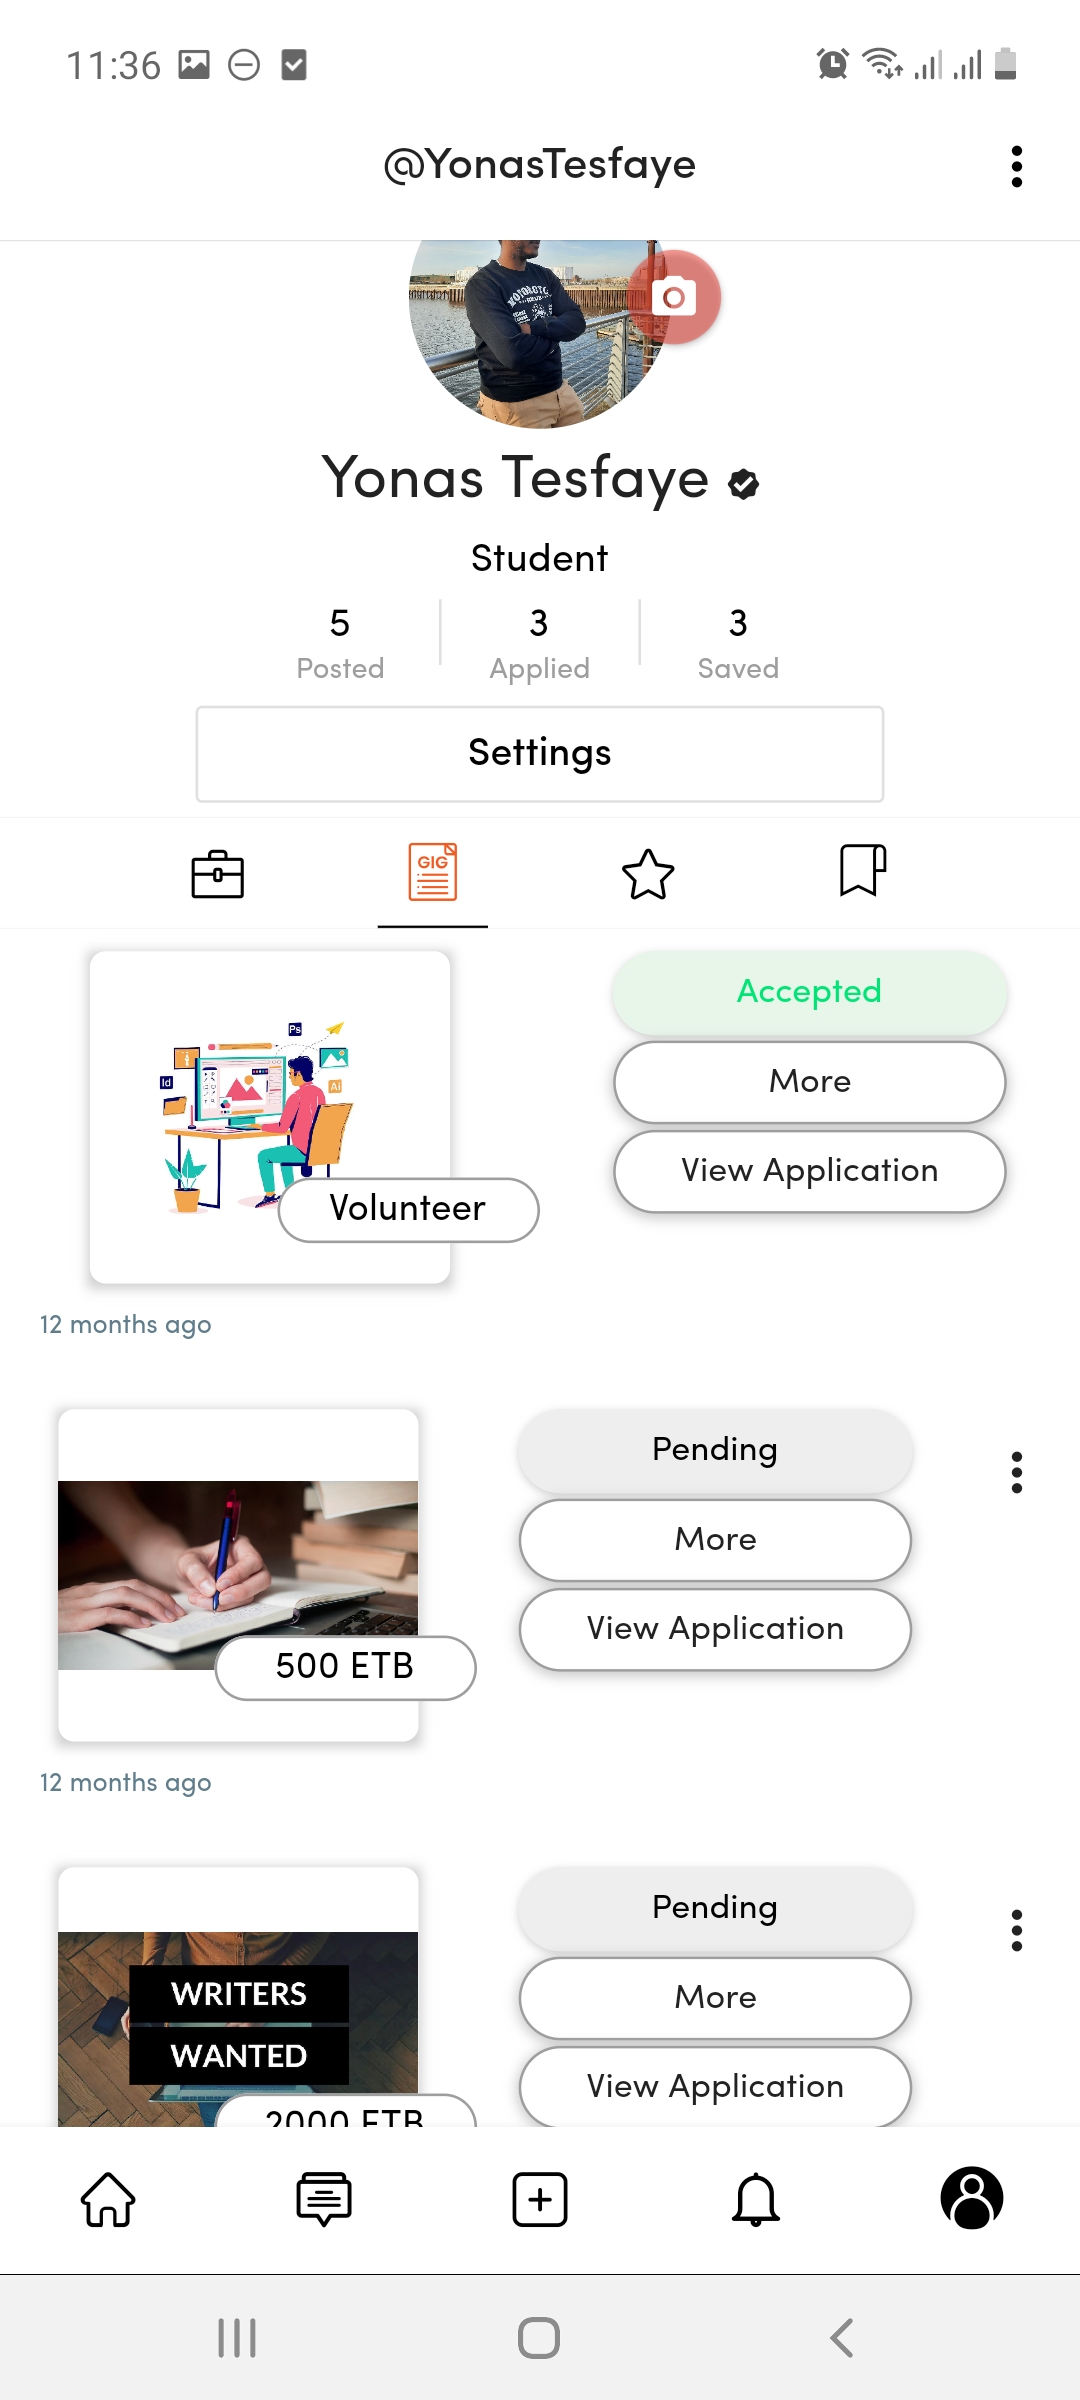 11:36
@YonasTesfaye
Yonas Tesfaye
Student
5
Posted
3
Applied
3
Saved
Settings
GIG
Accepted
More
View Application
Ps
Id
Ai
Volunteer
12 months ago
Pending
More
View Application
500 ETB
12 months ago
Pending
More
View Application
WRITERS
WANTED
2000 ETB